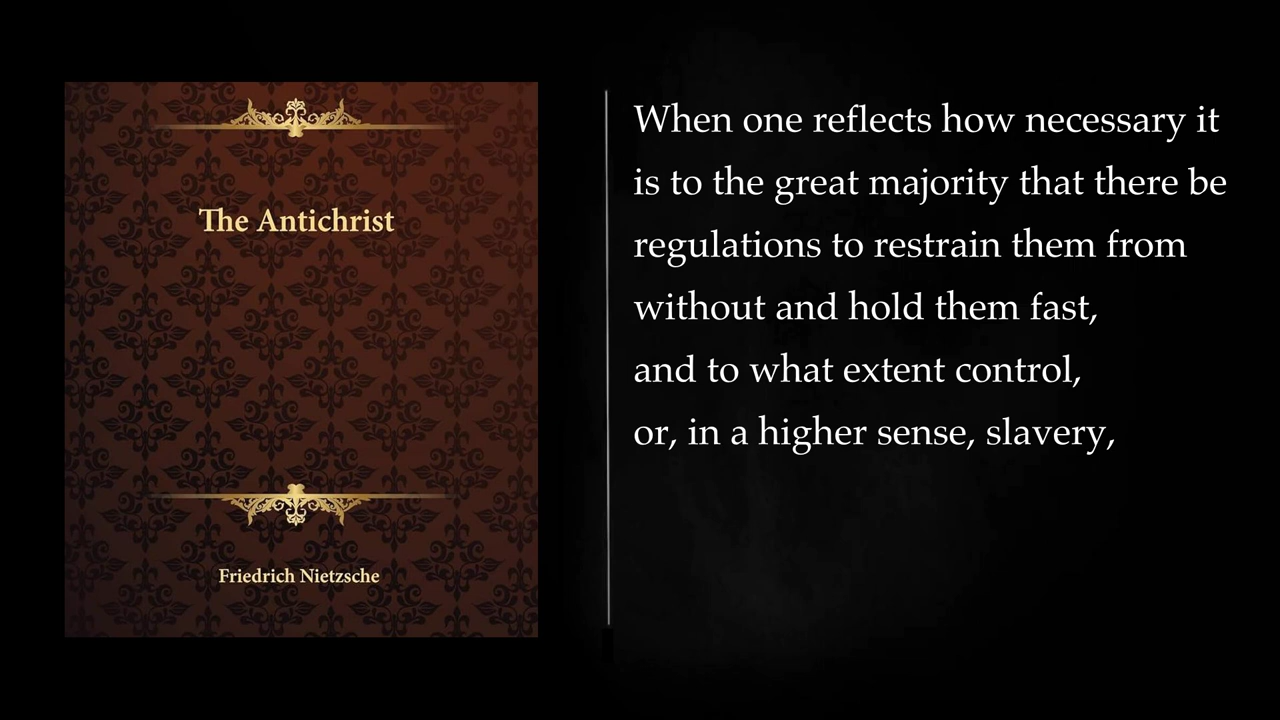 The Antichrist
Friedrich Nietzsche
When one reflects how necessary it
is to the great majority that there be
regulations to restrain them from
without and hold them fast,
and to what extent control,
or, in a higher sense, slavery,